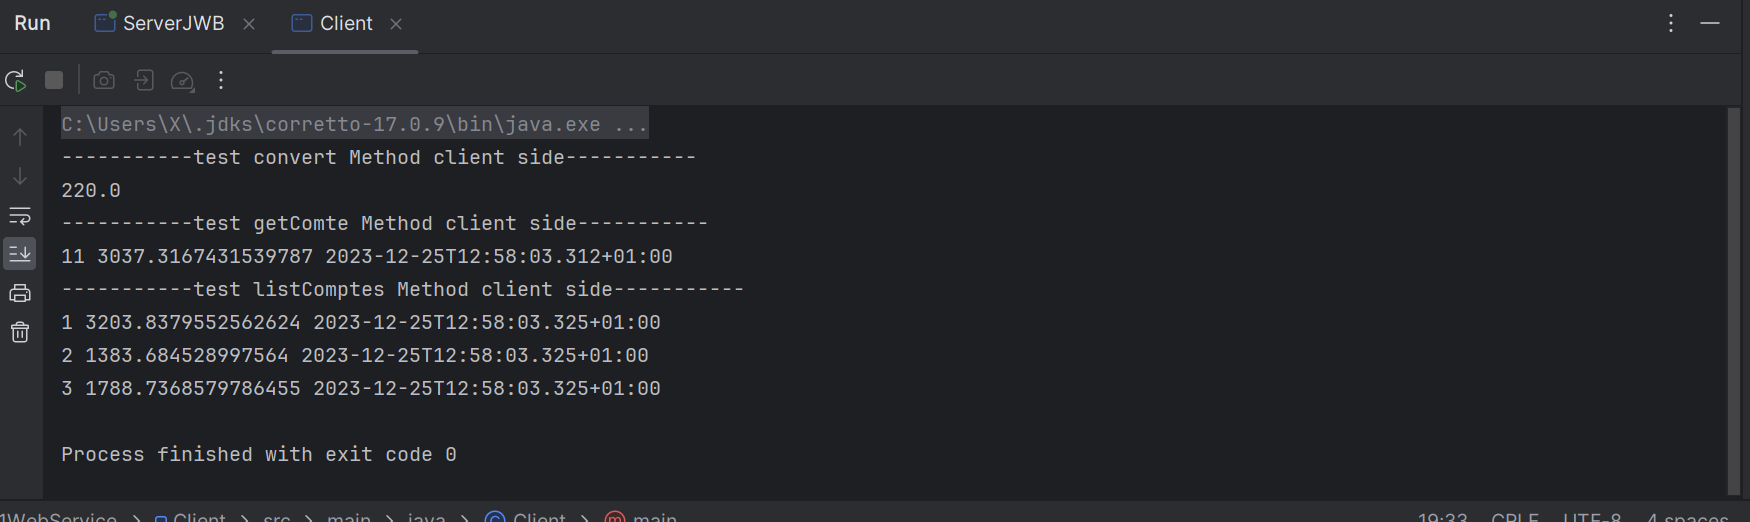 Run ServerJWB Client
C:\Users\X\.jdks\corretto-17.0.9\bin\java.exe ...
-----------test convert Method client side-----------
220.0
-----------test getComte Method client side-----------
11 3037.3167431539787 2023-12-25T12:58:03.312+01:00
-----------test listComptes Method client side-----------
1 3203.8379552562624 2023-12-25T12:58:03.325+01:00
2 1383.684528997564 2023-12-25T12:58:03.325+01:00
3 1788.7368579786455 2023-12-25T12:58:03.325+01:00
Process finished with exit code 0
1WebService > Client > src > main > java > Client > main 19:33 CRLF UTF-8 4 spaces